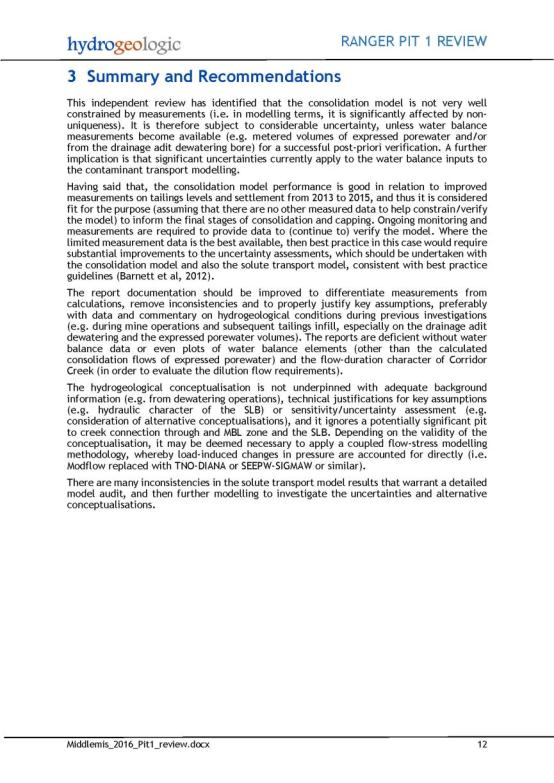 hydrogeologic
RANGER PIT 1 REVIEW
3 Summary and Recommendations
This independent review has identified that the consolidation model is not very well
constrained by measurements (i.e. in modelling terms, it is significantly affected by non-
uniqueness). It is therefore subject to considerable uncertainty, unless water balance
measurements become available (e.g. metered volumes of expressed porewater and/or
from the drainage adit dewatering bore) for a successful post-priori verification. A further
implication is that significant uncertainties currently apply to the water balance inputs to
the contaminant transport modelling.
Having said that, the consolidation model performance is good in relation to improved
measurements on tailings levels and settlement from 2013 to 2015, and thus it is considered
fit for the purpose (assuming that there are no other measured data to help constrain/verify
the model) to inform the final stages of consolidation and capping. Ongoing monitoring and
measurements are required to provide data to (continue to) verify the model. Where the
limited measurement data is the best available, then best practice in this case would require
substantial improvements to the uncertainty assessments, which should be undertaken with
the consolidation model and also the solute transport model, consistent with best practice
guidelines (Barnett et al, 2012).
The report documentation should be improved to differentiate measurements from
calculations, remove inconsistencies and to properly justify key assumptions, preferably
with data and commentary on hydrogeological conditions during previous investigations
(e.g. during mine operations and subsequent tailings infill, especially on the drainage adit
dewatering and the expressed porewater volumes). The reports are deficient without water
balance data or even plots of water balance elements (other than the calculated
consolidation flows of expressed porewater) and the flow-duration character of Corridor
Creek (in order to evaluate the dilution flow requirements).
The hydrogeological conceptualisation is not underpinned with adequate background
information (e.g. from dewatering operations), technical justifications for key assumptions
(e.g. hydraulic character of the SLB) or sensitivity/uncertainty assessment (e.g.
consideration of alternative conceptualisations), and it ignores a potentially significant pit
to creek connection through and MBL zone and the SLB. Depending on the validity of the
conceptualisation, it may be deemed necessary to apply a coupled flow-stress modelling
methodology, whereby load-induced changes in pressure are accounted for directly (i.e.
Modflow replaced with TNO-DIANA or SEEPW-SIGMAW or similar).
There are many inconsistencies in the solute transport model results that warrant a detailed
model audit, and then further modelling to investigate the uncertainties and alternative
conceptualisations.
Middlemis_2016_Pit1_review.docx
12